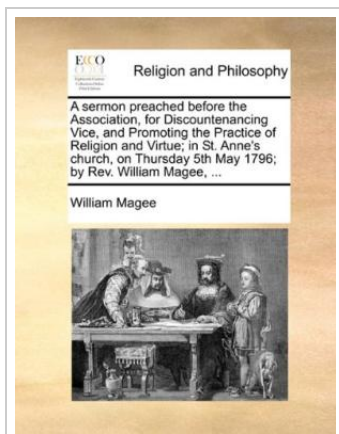 ECCO
Religion and Philosophy
A sermon preached before the
Association, for Discountenancing
Vice, and Promoting the Practice of
Religion and Virtue; in St. Anne's
church, on Thursday 5th May 1796;
by Rev. William Magee, ...
William Magee